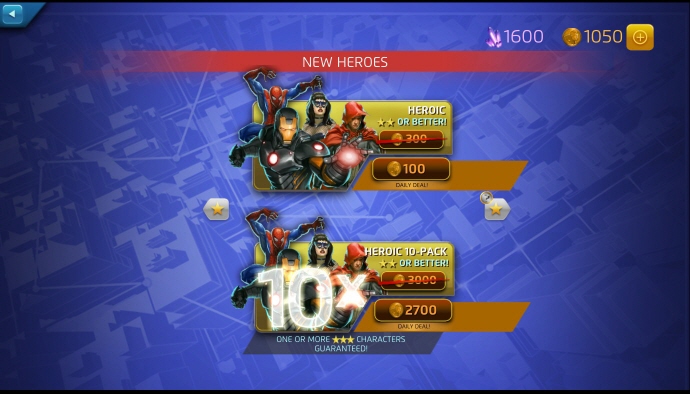 1600
1050
NEW HEROES
HEROIC
OR BETTER!
300
100
DAILY DEAL!
HEROIC 10-PACK
OR BETTER!
3000
10x
2700
DAILY DEAL!
ONE OR MORE CHARACTERS
GUARANTEED!